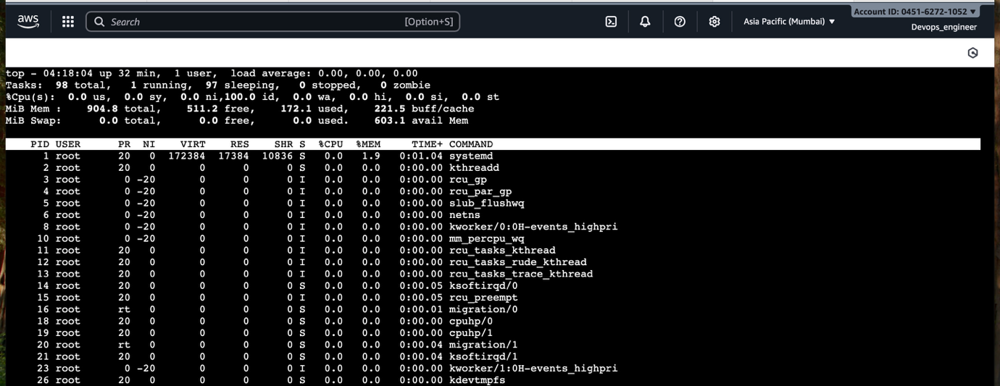 aws Search [Option+S] Asia Pacific (Mumbai) ▼ Account ID: 0451-6272-1052 ▼
Devops_engineer
top - 04:18:04 up 32 min,  1 user,  load average: 0.00, 0.00, 0.00
Tasks:  98 total,   1 running,  97 sleeping,   0 stopped,   0 zombie
%Cpu(s):  0.0 us,  0.0 sy,  0.0 ni,100.0 id,  0.0 wa,  0.0 hi,  0.0 si,  0.0 st
MiB Mem :    904.8 total,    511.2 free,    172.1 used,    221.5 buff/cache
MiB Swap:      0.0 total,      0.0 free,      0.0 used.    603.1 avail Mem
PID USER      PR  NI    VIRT    RES    SHR S  %CPU  %MEM     TIME+ COMMAND
1 root      20   0  172384  17384  10836 S   0.0   1.9   0:01.04 systemd
2 root      20   0       0      0      0 S   0.0   0.0   0:00.00 kthreadd
3 root       0 -20       0      0      0 I   0.0   0.0   0:00.00 rcu_gp
4 root       0 -20       0      0      0 I   0.0   0.0   0:00.00 rcu_par_gp
5 root       0 -20       0      0      0 I   0.0   0.0   0:00.00 slub_flushwq
6 root       0 -20       0      0      0 I   0.0   0.0   0:00.00 netns
8 root       0 -20       0      0      0 I   0.0   0.0   0:00.00 kworker/0:0H-events_highpri
10 root       0 -20       0      0      0 I   0.0   0.0   0:00.00 mm_percpu_wq
11 root      20   0       0      0      0 I   0.0   0.0   0:00.00 rcu_tasks_kthread
12 root      20   0       0      0      0 I   0.0   0.0   0:00.00 rcu_tasks_rude_kthread
13 root      20   0       0      0      0 I   0.0   0.0   0:00.00 rcu_tasks_trace_kthread
14 root      20   0       0      0      0 S   0.0   0.0   0:00.05 ksoftirqd/0
15 root      20   0       0      0      0 I   0.0   0.0   0:00.05 rcu_preempt
16 root      rt   0       0      0      0 S   0.0   0.0   0:00.01 migration/0
18 root      20   0       0      0      0 S   0.0   0.0   0:00.00 cpuhp/0
19 root      20   0       0      0      0 S   0.0   0.0   0:00.00 cpuhp/1
20 root      rt   0       0      0      0 S   0.0   0.0   0:00.04 migration/1
21 root      20   0       0      0      0 S   0.0   0.0   0:00.04 ksoftirqd/1
23 root       0 -20       0      0      0 I   0.0   0.0   0:00.00 kworker/1:0H-events_highpri
26 root      20   0       0      0      0 S   0.0   0.0   0:00.00 kdevtmpfs